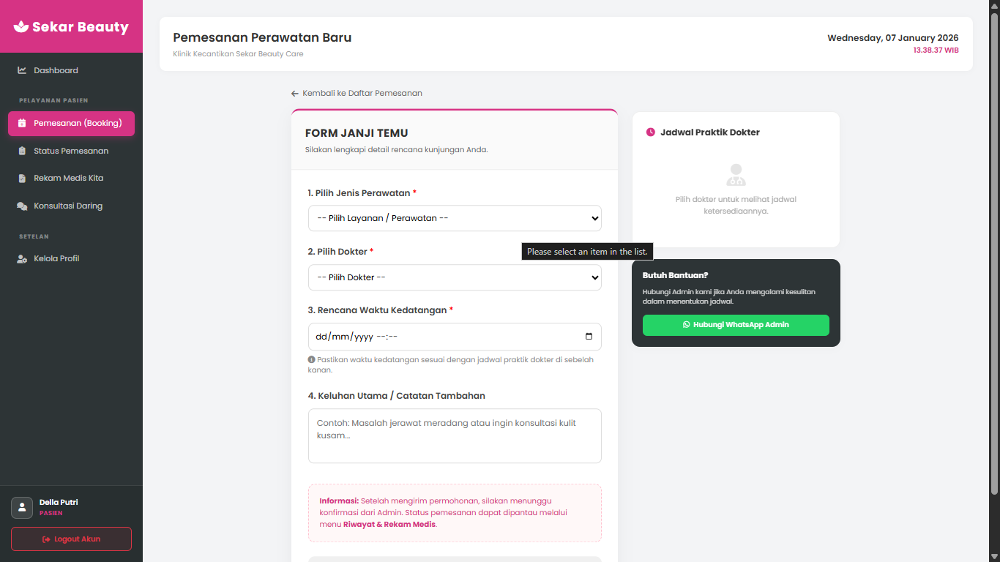 Sekar Beauty
Dashboard
PELAYANAN PASIEN
Pemesanan (Booking)
Status Pemesanan
Rekam Medis Kita
Konsultasi Daring
SETELAN
Kelola Profil
Della Putri
PASIEN
Logout Akun
Pemesanan Perawatan Baru
Klinik Kecantikan Sekar Beauty Care
Wednesday, 07 January 2026
13.38.37 WIB
Kembali ke Daftar Pemesanan
FORM JANJI TEMU
Silakan lengkapi detail rencana kunjungan Anda.
1. Pilih Jenis Perawatan *
-- Pilih Layanan / Perawatan --
Please select an item in the list.
2. Pilih Dokter *
-- Pilih Dokter --
3. Rencana Waktu Kedatangan *
dd/mm/yyyy --:--
Pastikan waktu kedatangan sesuai dengan jadwal praktik dokter di sebelah
kanan.
4. Keluhan Utama / Catatan Tambahan
Contoh: Masalah jerawat meradang atau ingin konsultasi kulit
kusam...
Informasi: Setelah mengirim permohonan, silakan menunggu
konfirmasi dari Admin. Status pemesanan dapat dipantau melalui
menu Riwayat & Rekam Medis.
Jadwal Praktik Dokter
Pilih dokter untuk melihat jadwal
ketersediaannya.
Butuh Bantuan?
Hubungi Admin kami jika Anda mengalami kesulitan
dalam menentukan jadwal.
Hubungi WhatsApp Admin